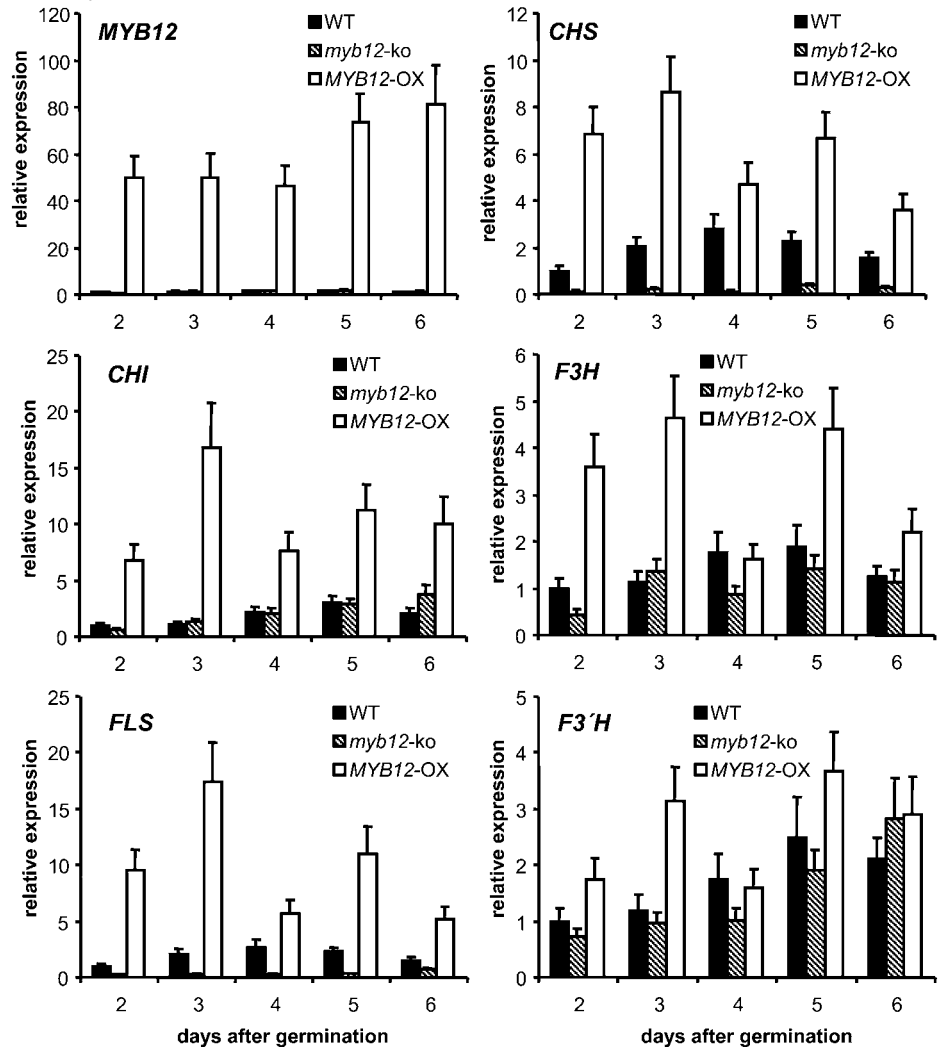 MYB12
WT
myb12-ko
MYB12-OX
relative expression
120
100
80
60
40
20
0
2 3 4 5 6
CHS
WT
myb12-ko
MYB12-OX
relative expression
12
10
8
6
4
2
0
2 3 4 5 6
CHI
WT
myb12-ko
MYB12-OX
relative expression
25
20
15
10
5
0
2 3 4 5 6
F3H
WT
myb12-ko
MYB12-OX
relative expression
6
5
4
3
2
1
0
2 3 4 5 6
FLS
WT
myb12-ko
MYB12-OX
relative expression
25
20
15
10
5
0
2 3 4 5 6
days after germination
F3´H
WT
myb12-ko
MYB12-OX
relative expression
5
4
3
2
1
0
2 3 4 5 6
days after germination